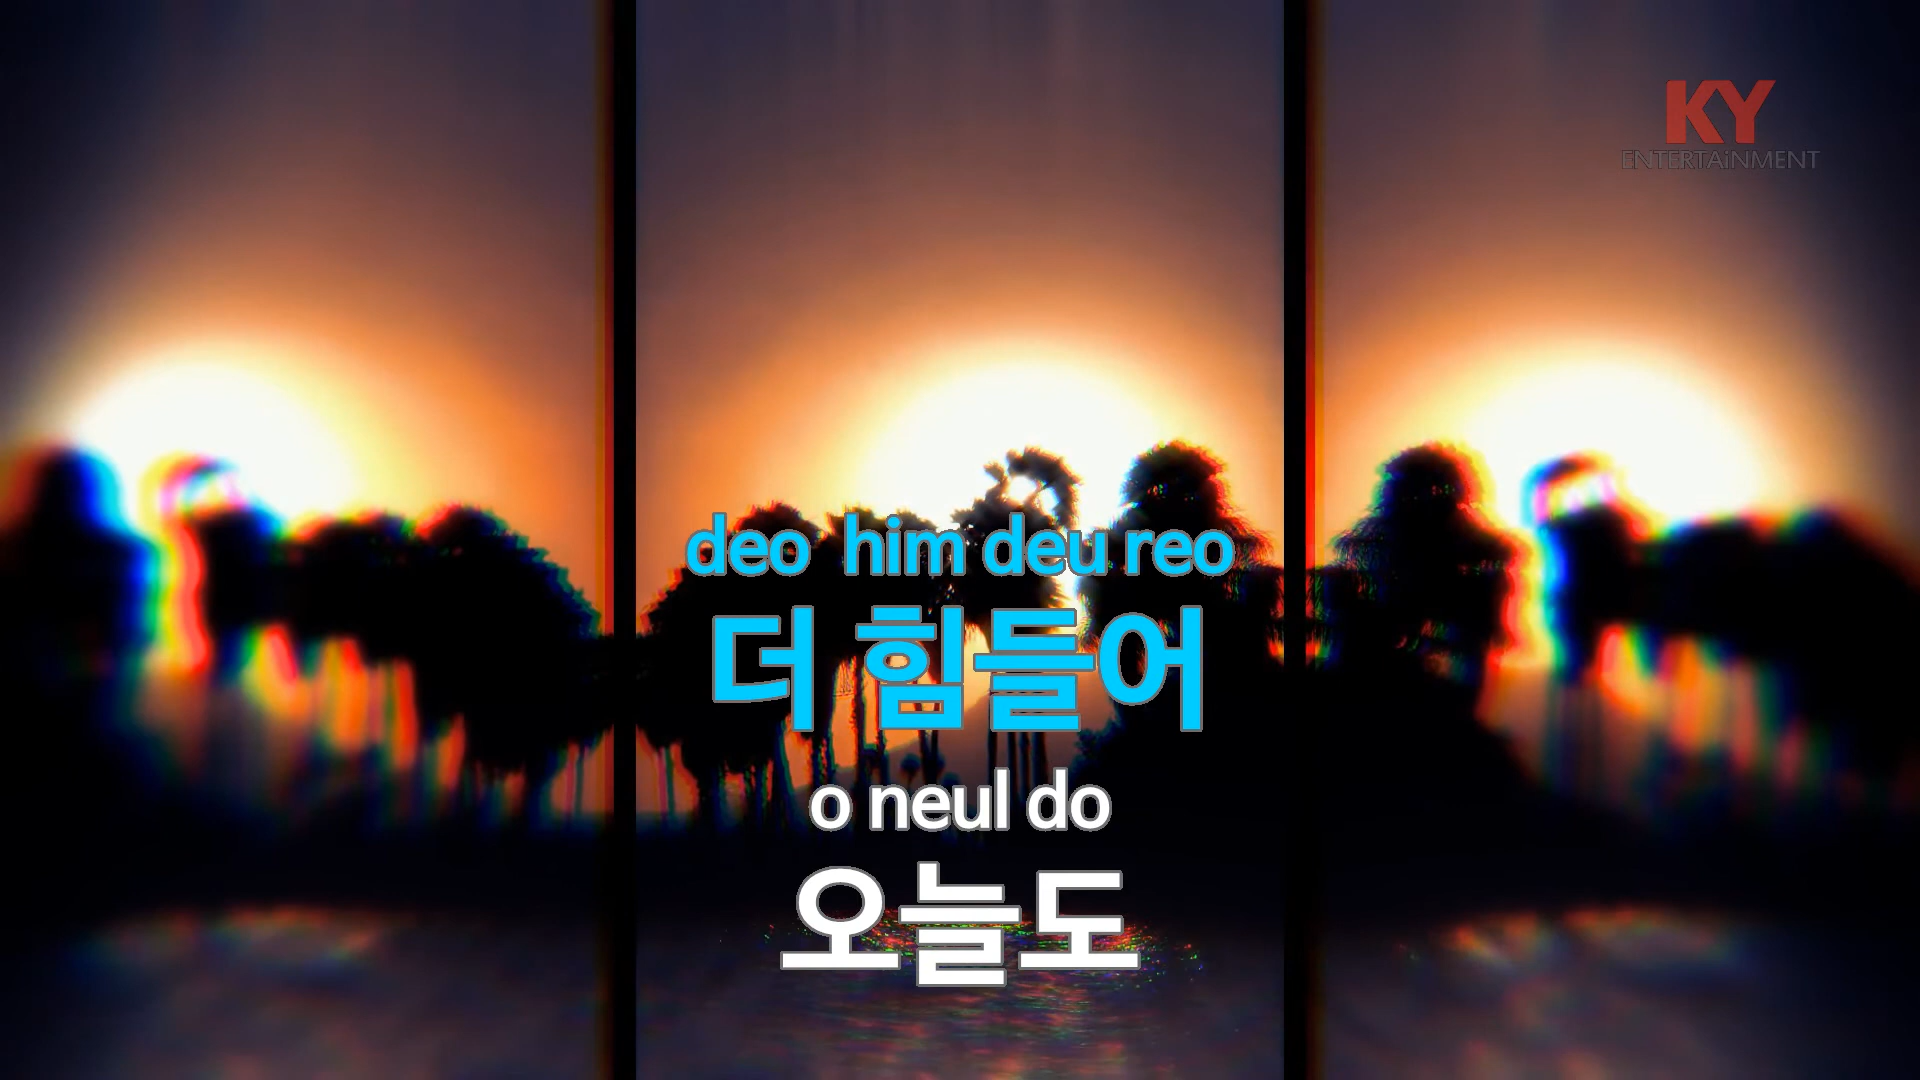 KY
ENTERTAiNMENT
deo him deu reo
더 힘들어
o neul do
오늘도